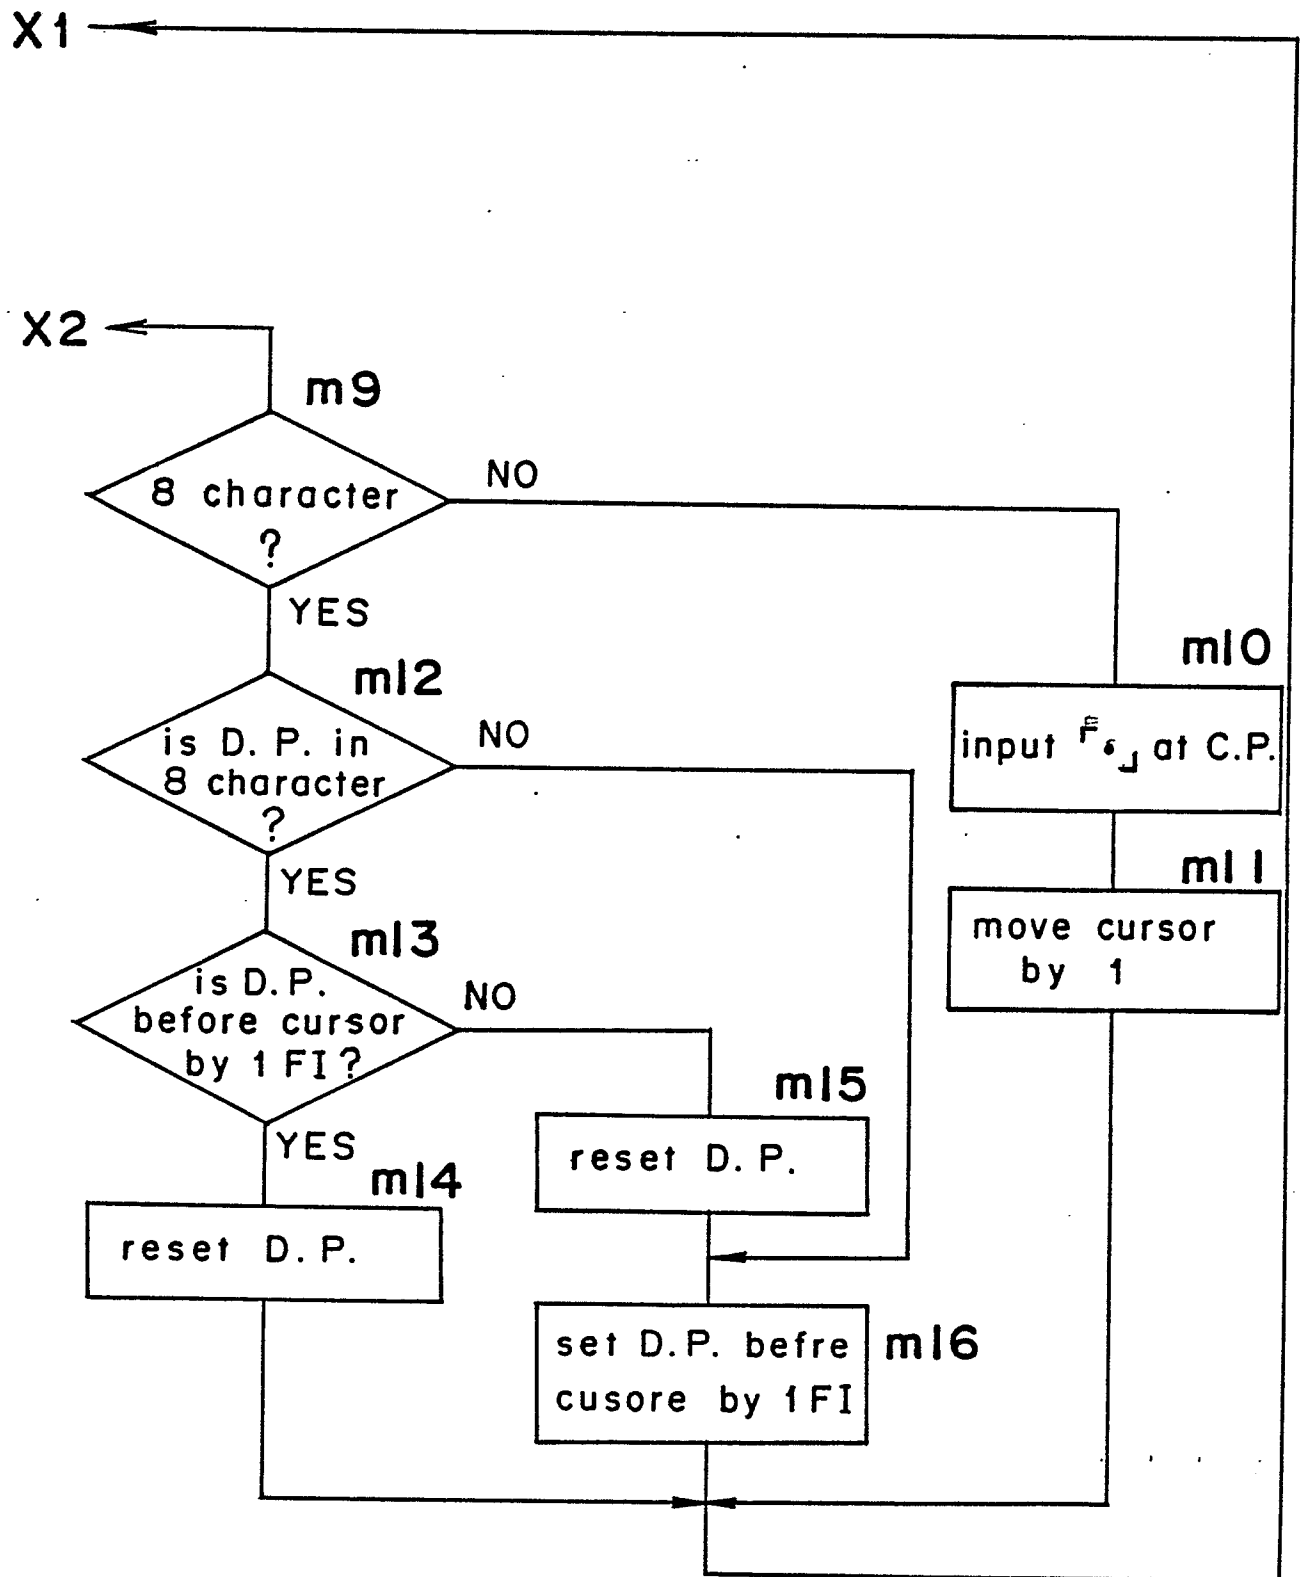 X1
X2
m9
8 character
?
NO
YES
m10
input 「. 」 at C.P.
m11
move cursor
by 1
m12
is D. P. in
8 character
?
NO
YES
m13
is D. P.
before cursor
by 1 FI ?
NO
YES
m14
reset D. P.
m15
reset D. P.
m16
set D. P. befre
cusore by 1 FI